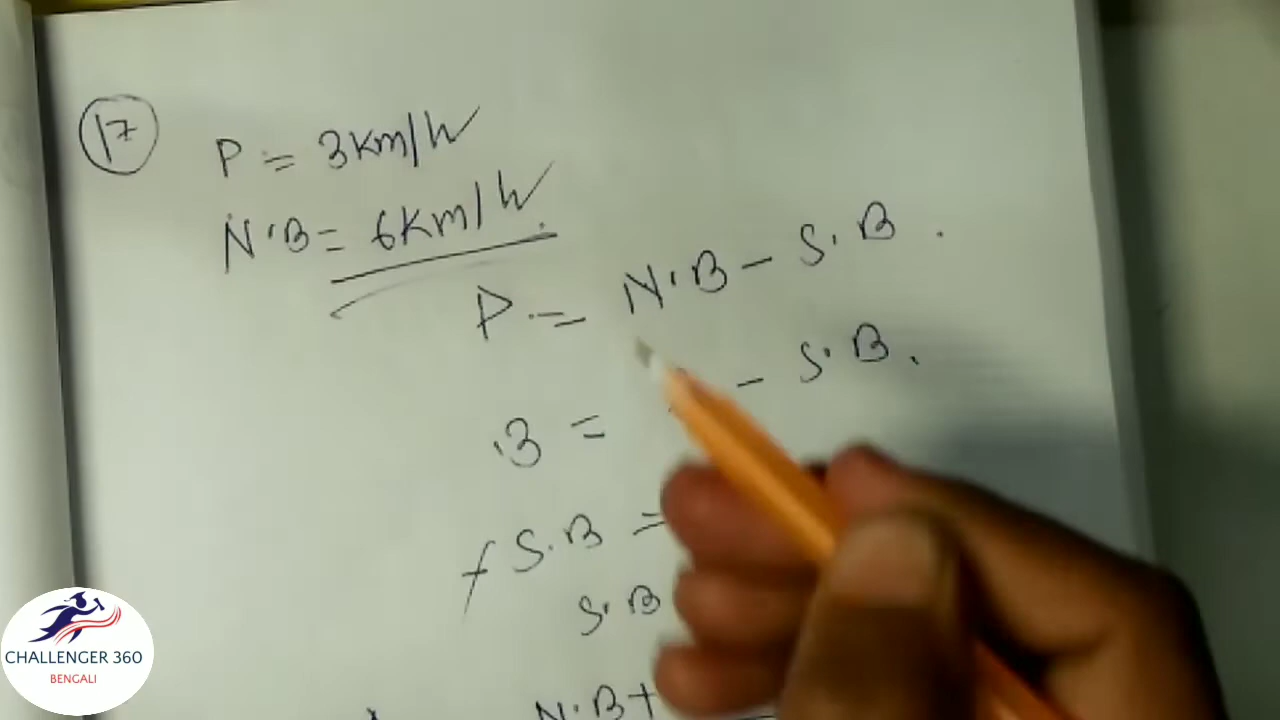 17
P = 3km/h
N.B = 6km/h
P = N.B - S.B.
3 = - S.B.
S.B =
S.B
N.B+
CHALLENGER 360
BENGALI